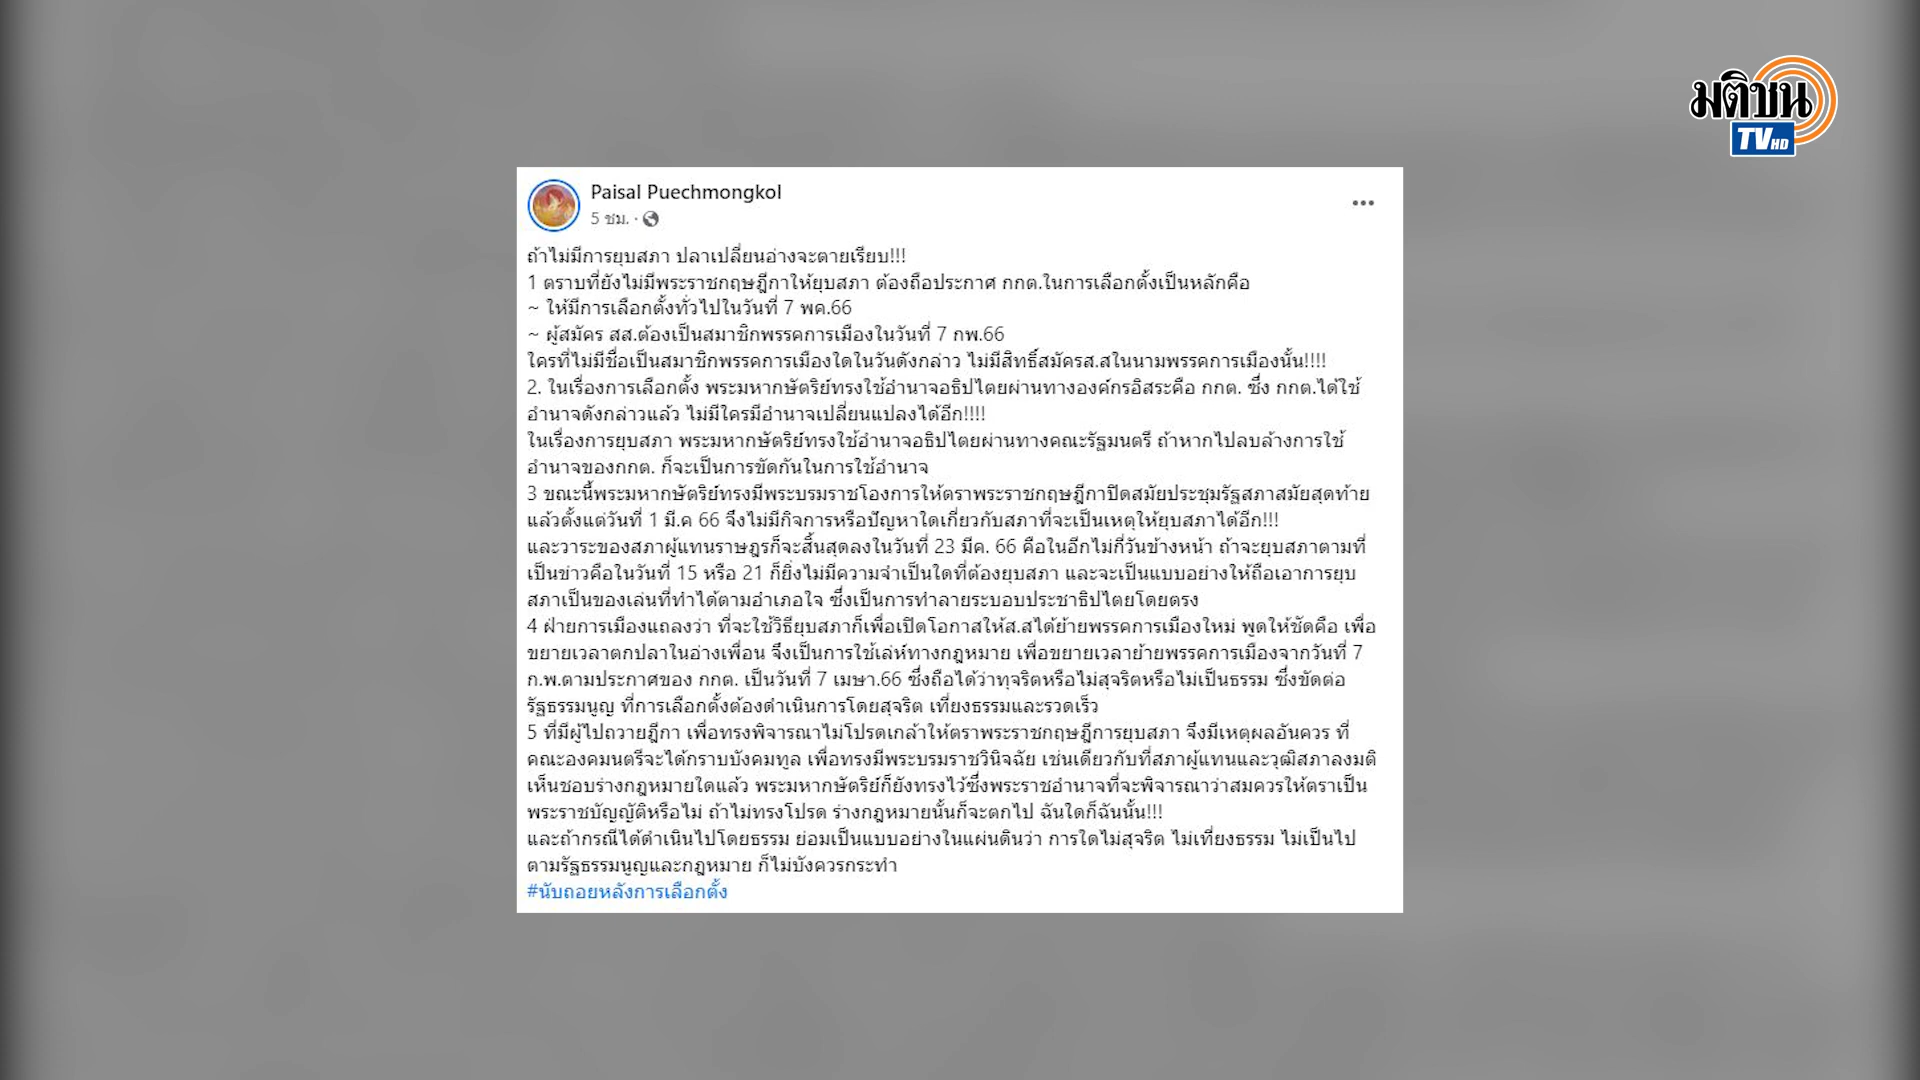 มติชน
TV HD
Paisal Puechmongkol
5 ชม.
ถ้าไม่มีการยุบสภา ปลาเปลี่ยนอ่างจะตายเรียบ!!!
1 ตราบที่ยังไม่มีพระราชกฤษฎีกาให้ยุบสภา ต้องถือประกาศ กกต.ในการเลือกตั้งเป็นหลักคือ
~ ให้มีการเลือกตั้งทั่วไปในวันที่ 7 พค.66
~ ผู้สมัคร สส.ต้องเป็นสมาชิกพรรคการเมืองในวันที่ 7 กพ.66
ใครที่ไม่มีชื่อเป็นสมาชิกพรรคการเมืองใดในวันดังกล่าว ไม่มีสิทธิ์สมัครส.สในนามพรรคการเมืองนั้น!!!!
2. ในเรื่องการเลือกตั้ง พระมหากษัตริย์ทรงใช้อำนาจอธิปไตยผ่านทางองค์กรอิสระคือ กกต. ซึ่ง กกต.ได้ใช้
อำนาจดังกล่าวแล้ว ไม่มีใครมีอำนาจเปลี่ยนแปลงได้อีก!!!!
ในเรื่องการยุบสภา พระมหากษัตริย์ทรงใช้อำนาจอธิปไตยผ่านทางคณะรัฐมนตรี ถ้าหากไปลบล้างการใช้
อำนาจของกกต. ก็จะเป็นการขัดกันในการใช้อำนาจ
3 ขณะนี้พระมหากษัตริย์ทรงมีพระบรมราชโองการให้ตราพระราชกฤษฎีกาปิดสมัยประชุมรัฐสภาสมัยสุดท้าย
แล้วตั้งแต่วันที่ 1 มี.ค 66 จึงไม่มีกิจการหรือปัญหาใดเกี่ยวกับสภาที่จะเป็นเหตุให้ยุบสภาได้อีก!!!
และวาระของสภาผู้แทนราษฎรก็จะสิ้นสุดลงในวันที่ 23 มีค. 66 คือในอีกไม่กี่วันข้างหน้า ถ้าจะยุบสภาตามที่
เป็นข่าวคือในวันที่ 15 หรือ 21 ก็ยิ่งไม่มีความจำเป็นใดที่ต้องยุบสภา และจะเป็นแบบอย่างให้ถือเอาการยุบ
สภาเป็นของเล่นที่ทำได้ตามอำเภอใจ ซึ่งเป็นการทำลายระบอบประชาธิปไตยโดยตรง
4 ฝ่ายการเมืองแถลงว่า ที่จะใช้วิธียุบสภาก็เพื่อเปิดโอกาสให้ส.สได้ย้ายพรรคการเมืองใหม่ พูดให้ชัดคือ เพื่อ
ขยายเวลาตกปลาในอ่างเพื่อน จึงเป็นการใช้เล่ห์ทางกฎหมาย เพื่อขยายเวลาย้ายพรรคการเมืองจากวันที่ 7
ก.พ.ตามประกาศของ กกต. เป็นวันที่ 7 เมษา.66 ซึ่งถือได้ว่าทุจริตหรือไม่สุจริตหรือไม่เป็นธรรม ซึ่งขัดต่อ
รัฐธรรมนูญ ที่การเลือกตั้งต้องดำเนินการโดยสุจริต เที่ยงธรรมและรวดเร็ว
5 ที่มีผู้ไปถวายฎีกา เพื่อทรงพิจารณาไม่โปรดเกล้าให้ตราพระราชกฤษฎีการยุบสภา จึงมีเหตุผลอันควร ที่
คณะองคมนตรีจะได้กราบบังคมทูล เพื่อทรงมีพระบรมราชวินิจฉัย เช่นเดียวกับที่สภาผู้แทนและวุฒิสภาลงมติ
เห็นชอบร่างกฎหมายใดแล้ว พระมหากษัตริย์ก็ยังทรงไว้ซึ่งพระราชอำนาจที่จะพิจารณาว่าสมควรให้ตราเป็น
พระราชบัญญัติหรือไม่ ถ้าไม่ทรงโปรด ร่างกฎหมายนั้นก็จะตกไป ฉันใดก็ฉันนั้น!!!
และถ้ากรณีได้ดำเนินไปโดยธรรม ย่อมเป็นแบบอย่างในแผ่นดินว่า การใดไม่สุจริต ไม่เที่ยงธรรม ไม่เป็นไป
ตามรัฐธรรมนูญและกฎหมาย ก็ไม่บังควรกระทำ
#นับถอยหลังการเลือกตั้ง